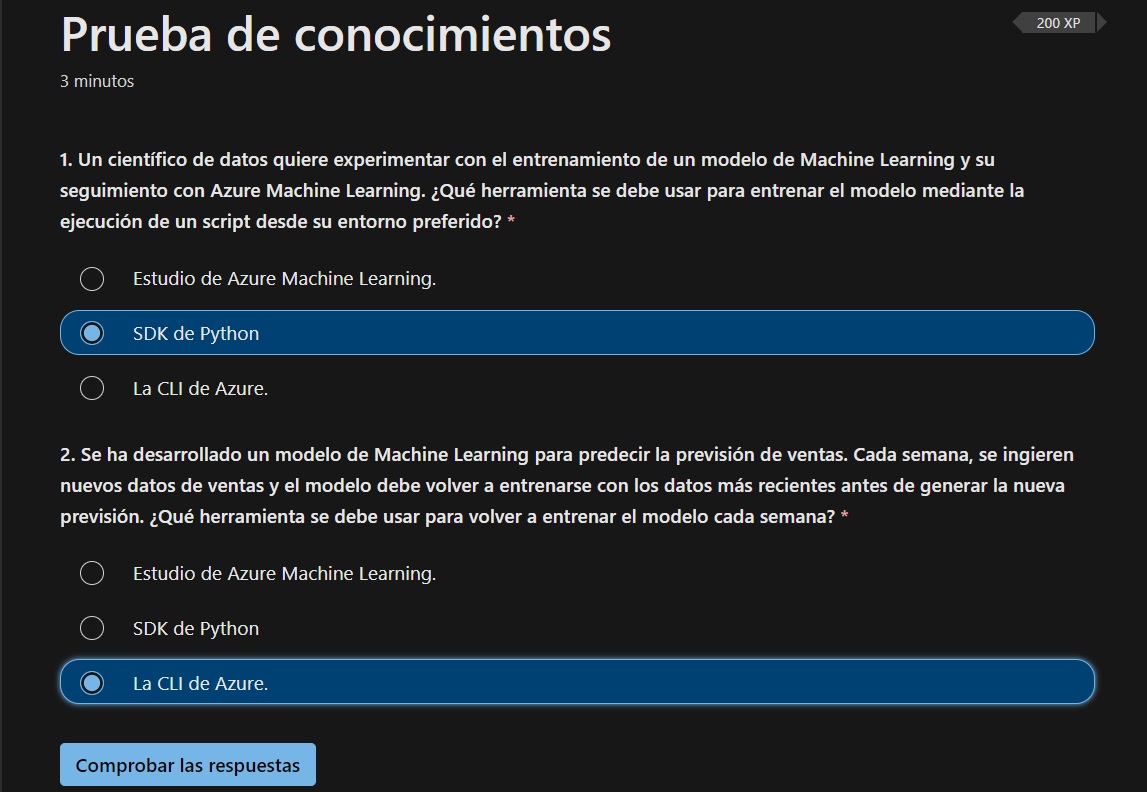 Prueba de conocimientos
200 XP
3 minutos
1. Un científico de datos quiere experimentar con el entrenamiento de un modelo de Machine Learning y su
seguimiento con Azure Machine Learning. ¿Qué herramienta se debe usar para entrenar el modelo mediante la
ejecución de un script desde su entorno preferido? *
Estudio de Azure Machine Learning.
SDK de Python
La CLI de Azure.
2. Se ha desarrollado un modelo de Machine Learning para predecir la previsión de ventas. Cada semana, se ingieren
nuevos datos de ventas y el modelo debe volver a entrenarse con los datos más recientes antes de generar la nueva
previsión. ¿Qué herramienta se debe usar para volver a entrenar el modelo cada semana? *
Estudio de Azure Machine Learning.
SDK de Python
La CLI de Azure.
Comprobar las respuestas